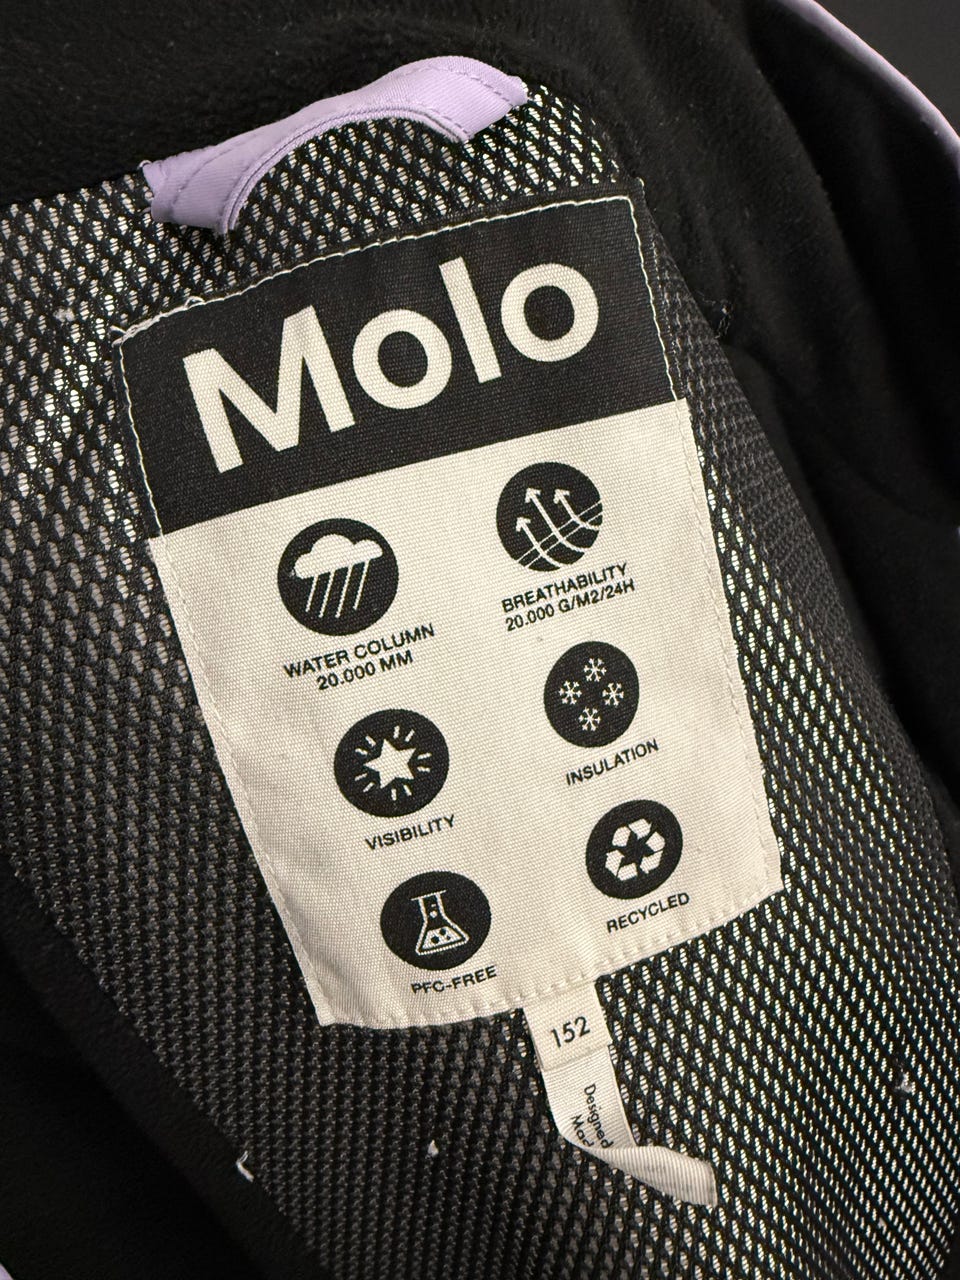 Molo
WATER COLUMN
20.000 MM
BREATHABILITY
20.000 G/M2/24H
VISIBILITY
INSULATION
PFC-FREE
RECYCLED
152
Designed